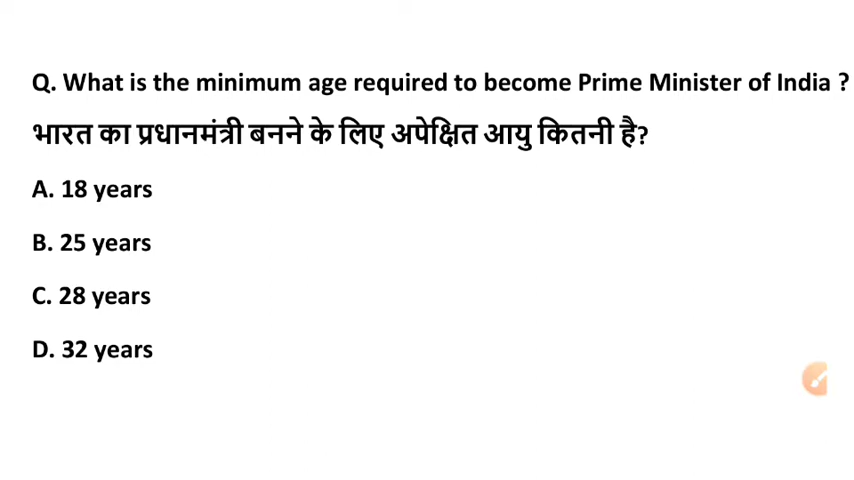 Q. What is the minimum age required to become Prime Minister of India ?
भारत का प्रधानमंत्री बनने के लिए अपेक्षित आयु कितनी है?
A. 18 years
B. 25 years
C. 28 years
D. 32 years